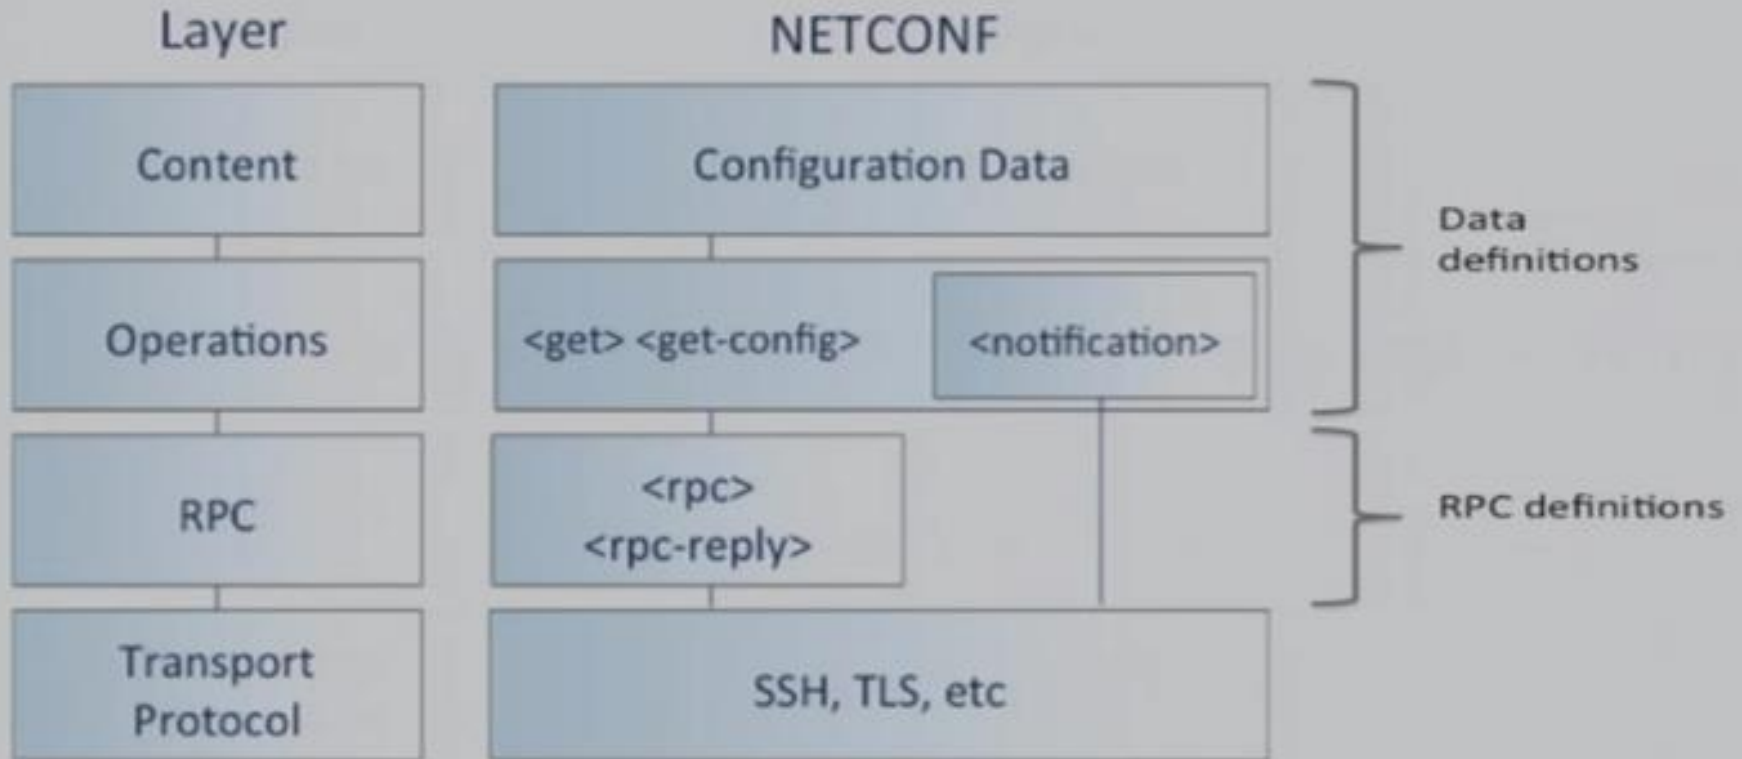 Layer
NETCONF
Content
Configuration Data
Data
definitions
Operations
<get> <get-config>
<notification>
RPC
<rpc>
<rpc-reply>
RPC definitions
Transport
Protocol
SSH, TLS, etc